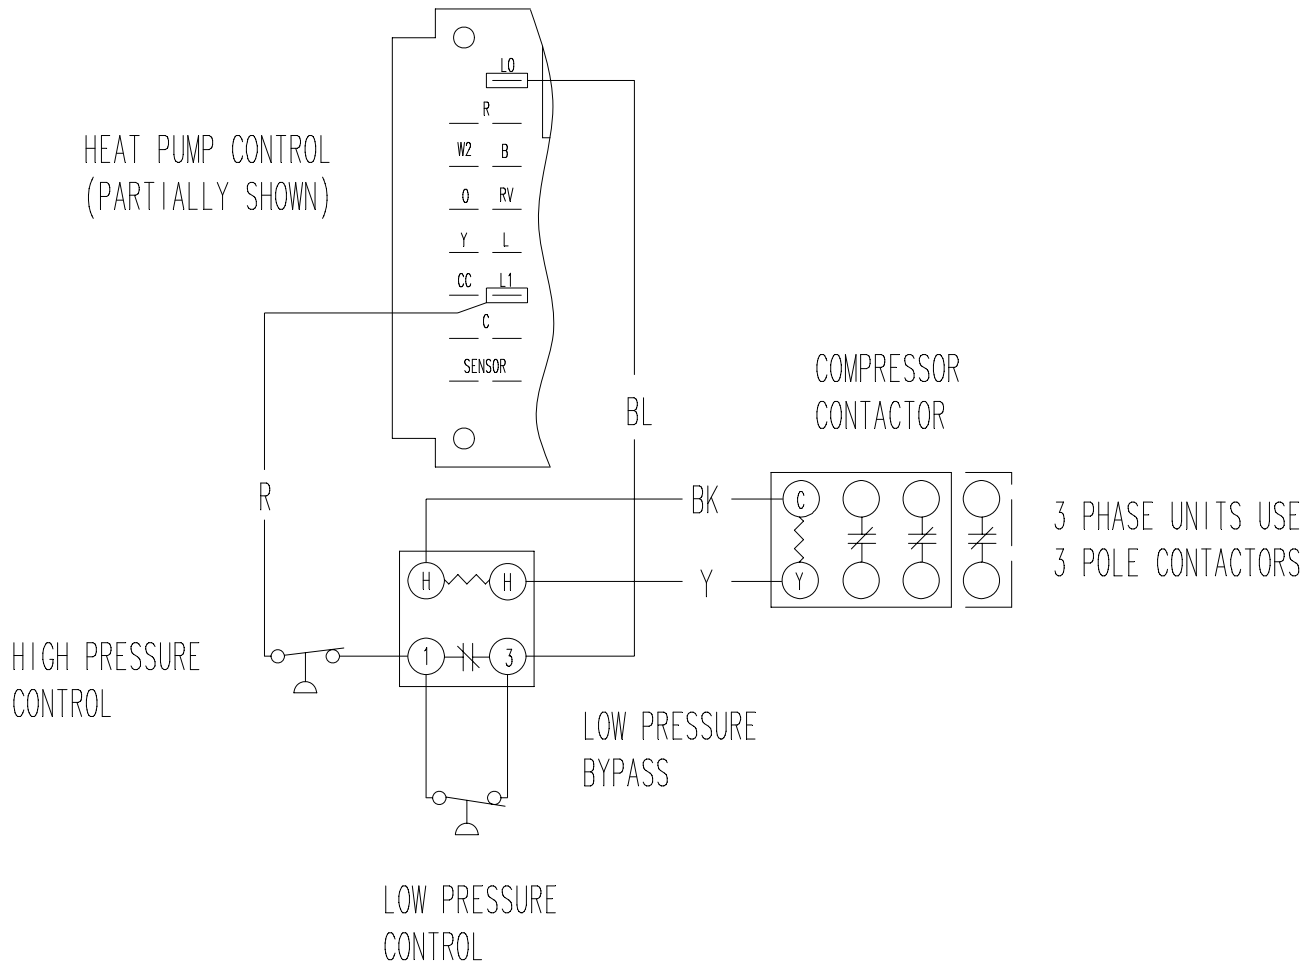 LO
R
HEAT PUMP CONTROL
(PARTIALLY SHOWN)
W2 B
O RV
Y L
CC L1
C
SENSOR
COMPRESSOR
CONTACTOR
BL
R
BK
C
3 PHASE UNITS USE
3 POLE CONTACTORS
H H
Y
Y
HIGH PRESSURE
CONTROL
1 3
LOW PRESSURE
BYPASS
LOW PRESSURE
CONTROL